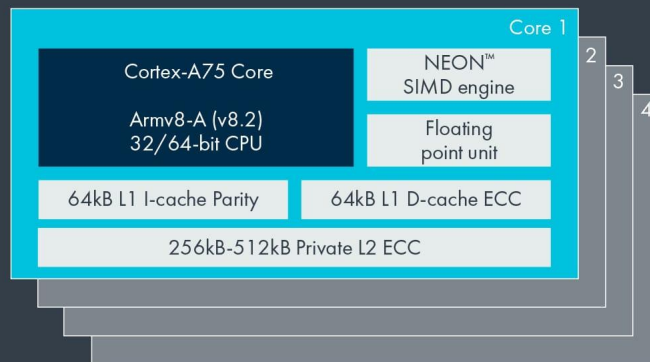 Core 1
Cortex-A75 Core
Armv8-A (v8.2)
32/64-bit CPU
NEON™
SIMD engine
Floating
point unit
64kB L1 I-cache Parity
64kB L1 D-cache ECC
256kB-512kB Private L2 ECC
2
3
4